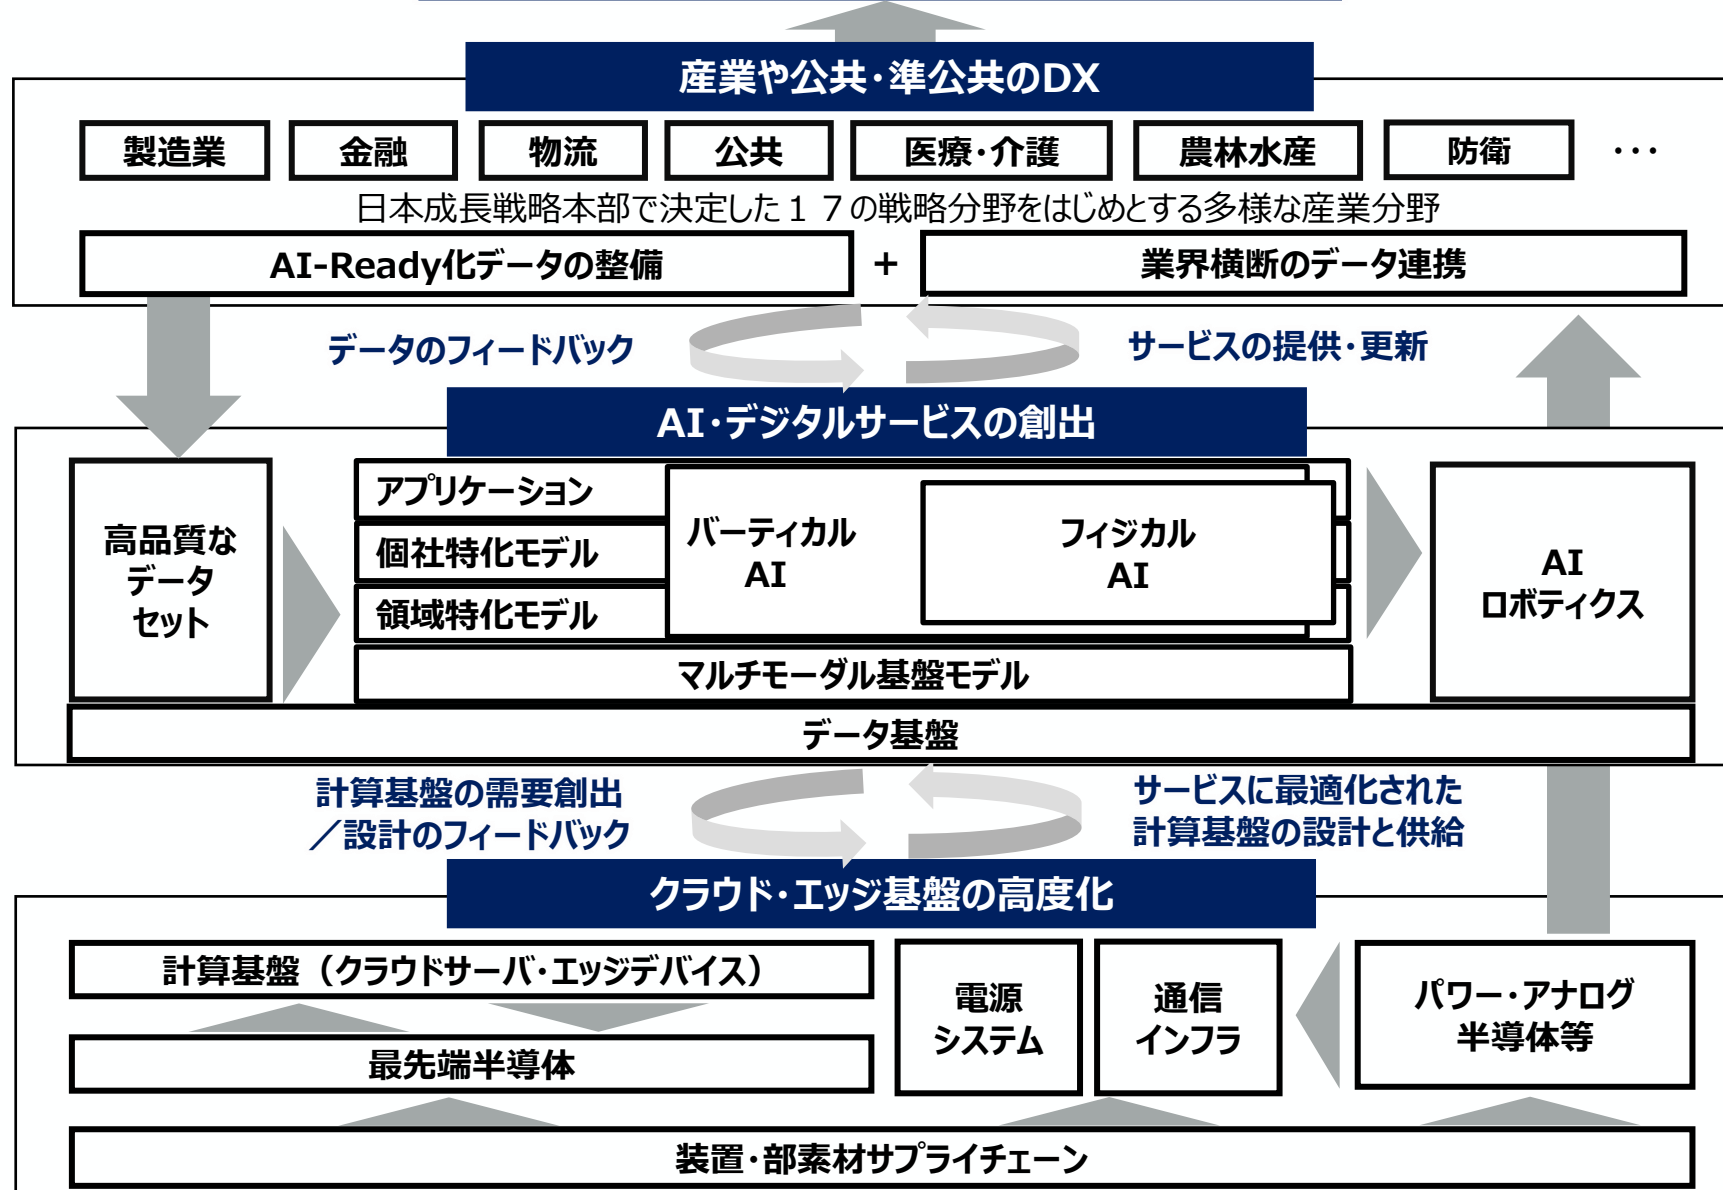 産業や公共・準公共のDX
製造業
金融
物流
公共
医療・介護
農林水産
防衛
・・・
日本成長戦略本部で決定した１７の戦略分野をはじめとする多様な産業分野
AI-Ready化データの整備
+
業界横断のデータ連携
データのフィードバック
サービスの提供・更新
AI・デジタルサービスの創出
高品質な
データ
セット
アプリケーション
個社特化モデル
領域特化モデル
バーティカル
AI
フィジカル
AI
マルチモーダル基盤モデル
AI
ロボティクス
データ基盤
計算基盤の需要創出
／設計のフィードバック
サービスに最適化された
計算基盤の設計と供給
クラウド・エッジ基盤の高度化
計算基盤（クラウドサーバ・エッジデバイス）
最先端半導体
電源
システム
通信
インフラ
パワー・アナログ
半導体等
装置・部素材サプライチェーン